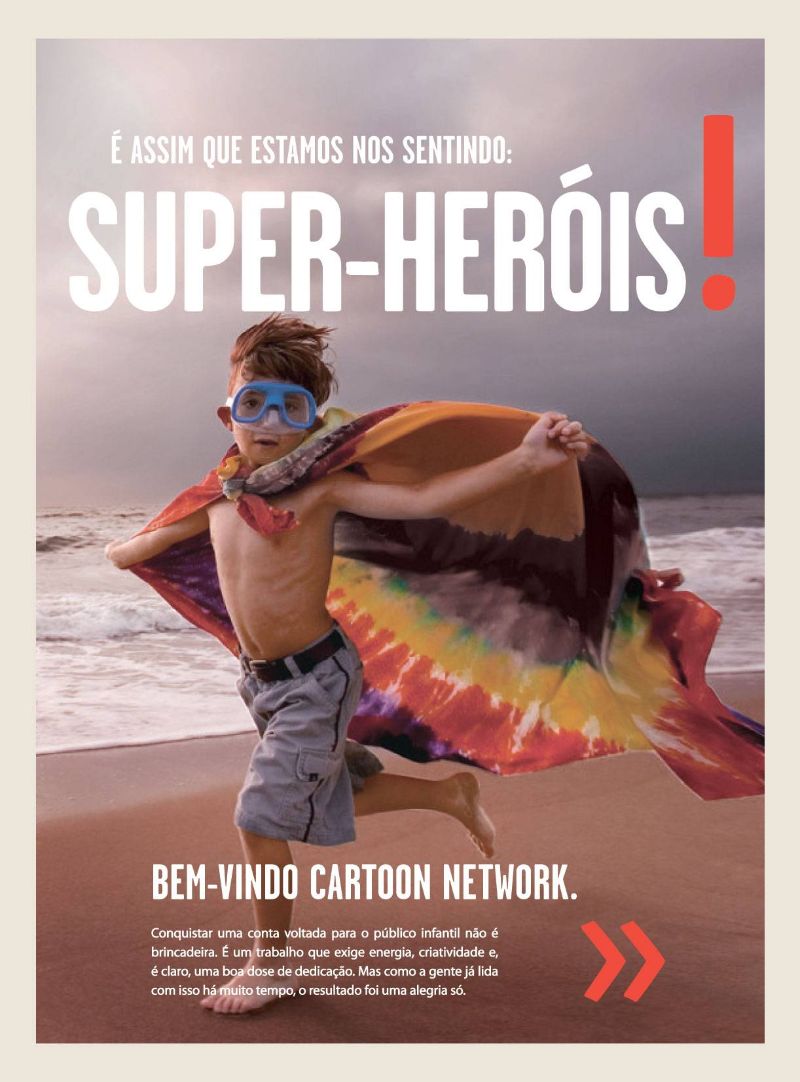 É ASSIM QUE ESTAMOS NOS SENTINDO:
SUPER-HERÓIS!
BEM-VINDO CARTOON NETWORK.
Conquistar uma conta voltada para o público infantil não é
brincadeira. É um trabalho que exige energia, criatividade e,
é claro, uma boa dose de dedicação. Mas como a gente já lida
com isso há muito tempo, o resultado foi uma alegria só.